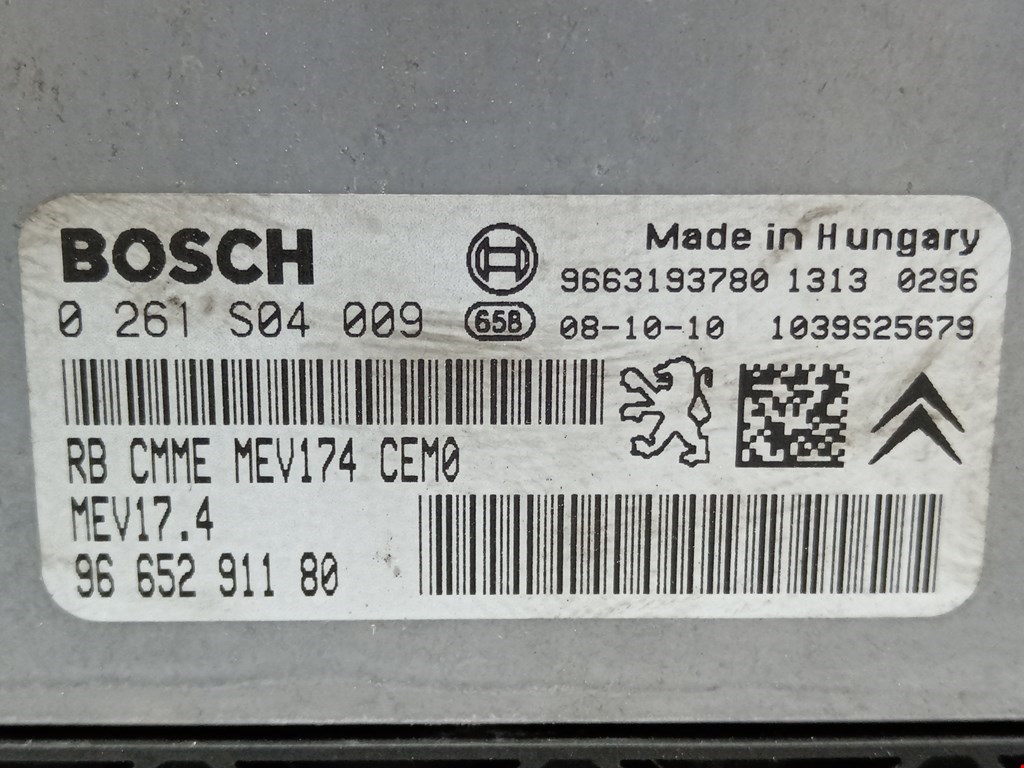 BOSCH
Made in Hungary
9663193780 1313 0296
0 261 S04 009
65B
08-10-10 1039S25679
RB CMME MEV174 CEM0
MEV17.4
96 652 911 80